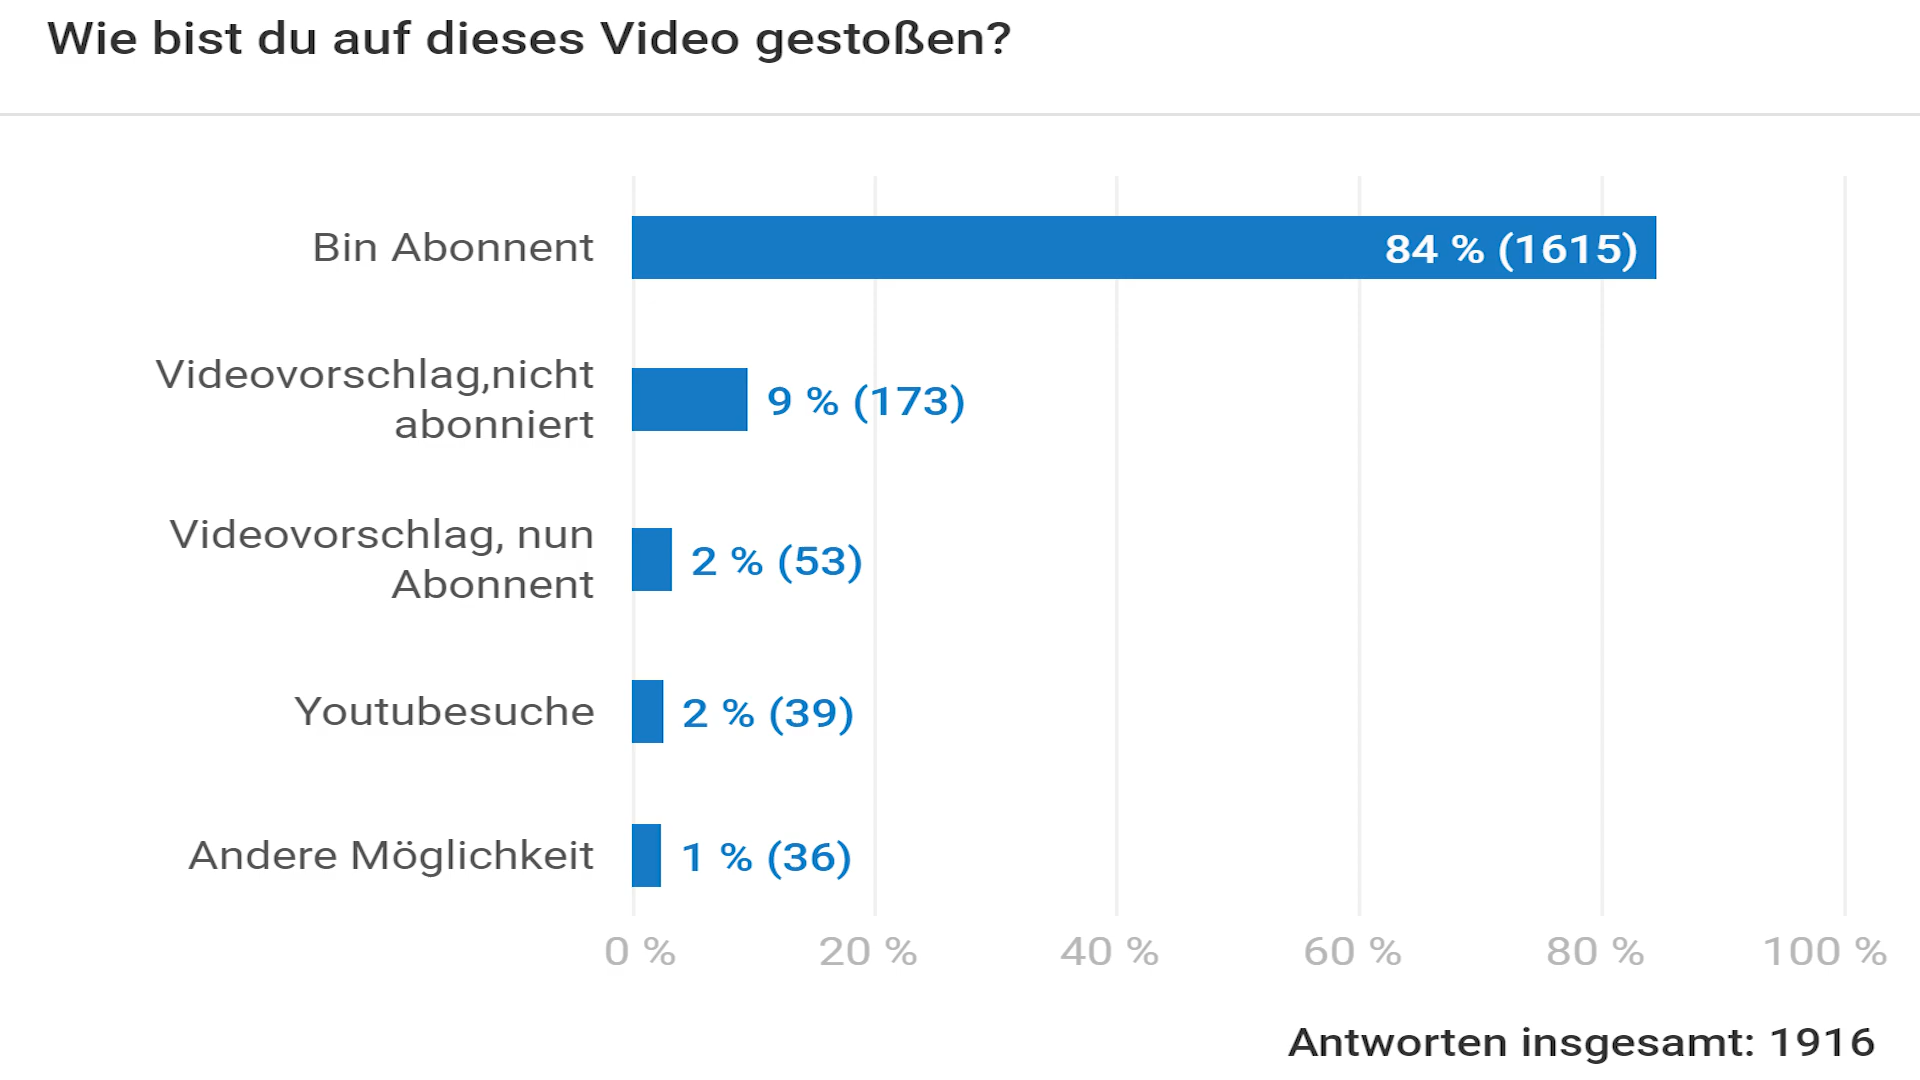 Wie bist du auf dieses Video gestoßen?
Bin Abonnent
84 % (1615)
Videovorschlag,nicht
abonniert
9 % (173)
Videovorschlag, nun
Abonnent
2 % (53)
Youtubesuche
2 % (39)
Andere Möglichkeit
1 % (36)
0 % 20 % 40 % 60 % 80 % 100 %
Antworten insgesamt: 1916